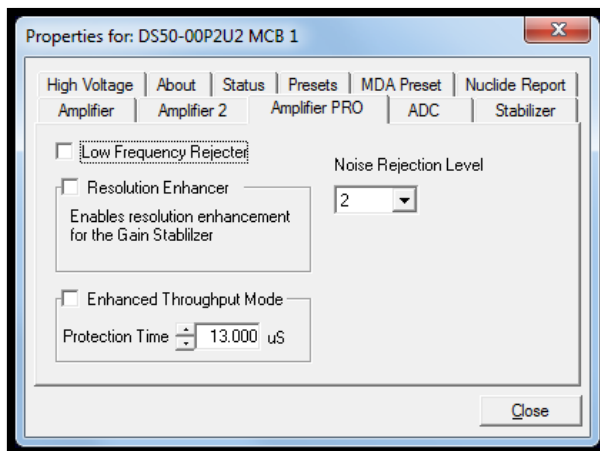 Properties for: DS50-00P2U2 MCB 1
High Voltage About Status Presets MDA Preset Nuclide Report
Amplifier Amplifier 2 Amplifier PRO ADC Stabilizer
Low Frequency Rejecter
Noise Rejection Level
Resolution Enhancer
2
Enables resolution enhancement
for the Gain Stablilzer
Enhanced Throughput Mode
Protection Time 13.000 uS
Close